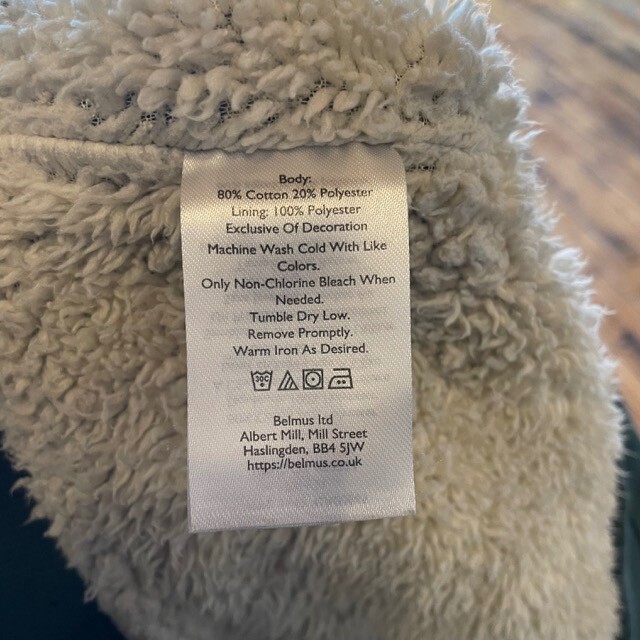 Body:
80% Cotton 20% Polyester
Lining: 100% Polyester
Exclusive Of Decoration
Machine Wash Cold With Like
Colors.
Only Non-Chlorine Bleach When
Needed.
Tumble Dry Low.
Remove Promptly.
Warm Iron As Desired.
30C
Belmus ltd
Albert Mill, Mill Street
Haslingden, BB4 5JW
https://belmus.co.uk